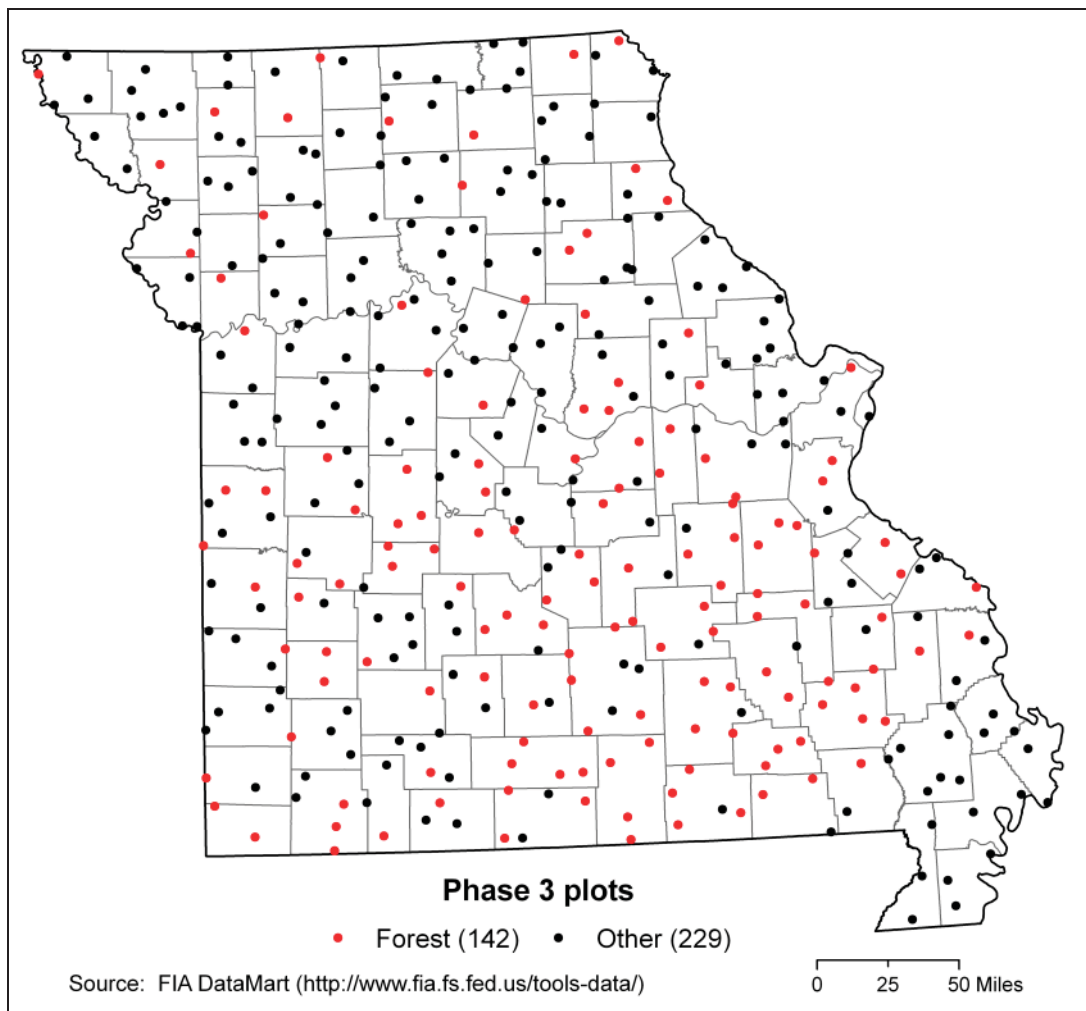 Phase 3 plots
Forest (142) Other (229)
Source: FIA DataMart (http://www.fia.fs.fed.us/tools-data/)
0 25 50 Miles